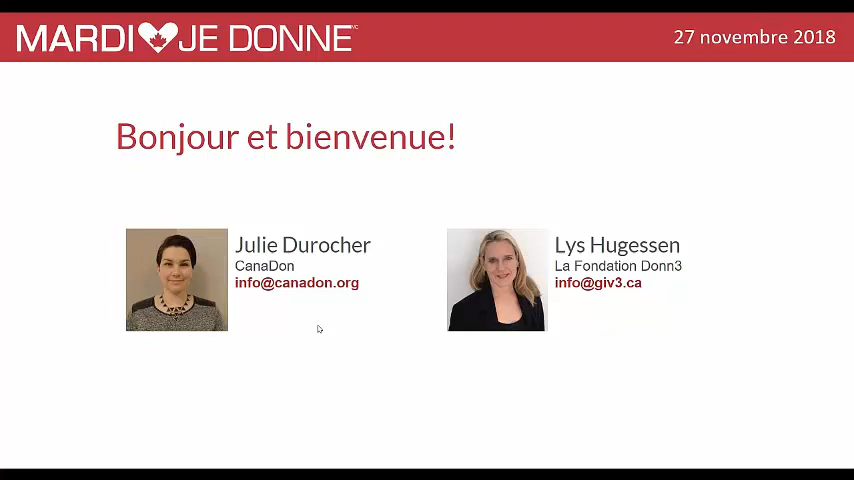 MARDI JE DONNE
27 novembre 2018
Bonjour et bienvenue!
Julie Durocher
CanaDon
info@canadon.org
Lys Hugessen
La Fondation Donn3
info@giv3.ca